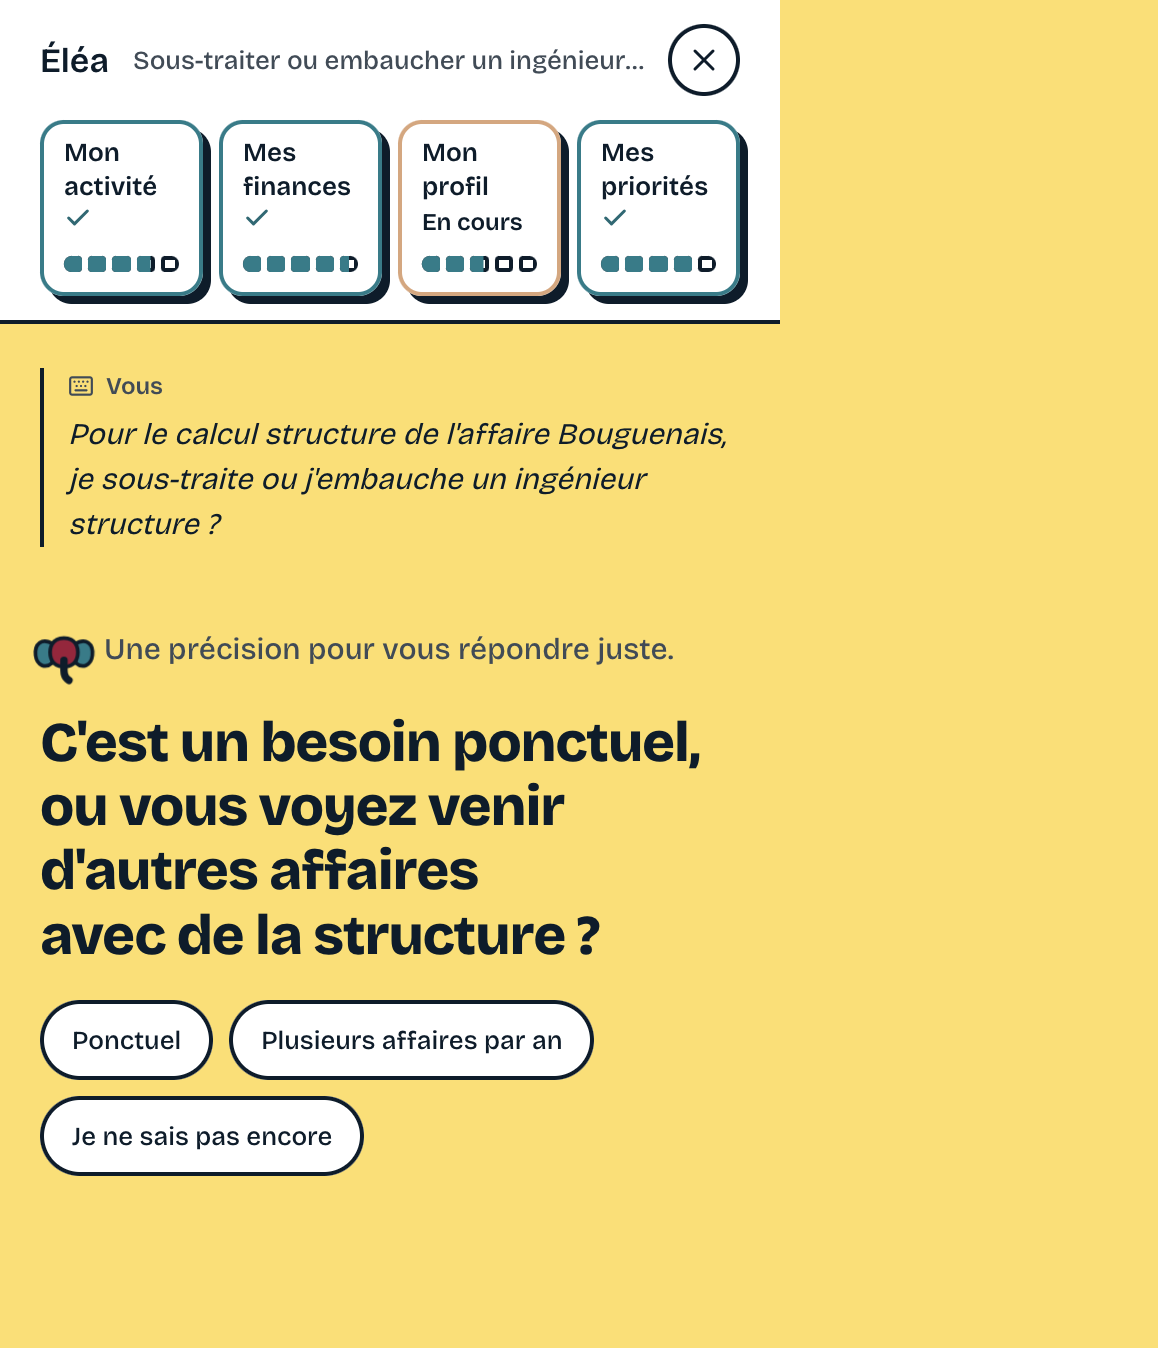 Éléa
Sous-traiter ou embaucher un ingénieur...
Mon
activité
Mes
finances
Mon
profil
En cours
Mes
priorités
Vous
Pour le calcul structure de l'affaire Bouguenais,
je sous-traite ou j'embauche un ingénieur
structure ?
Une précision pour vous répondre juste.
C'est un besoin ponctuel,
ou vous voyez venir
d'autres affaires
avec de la structure ?
Ponctuel
Plusieurs affaires par an
Je ne sais pas encore